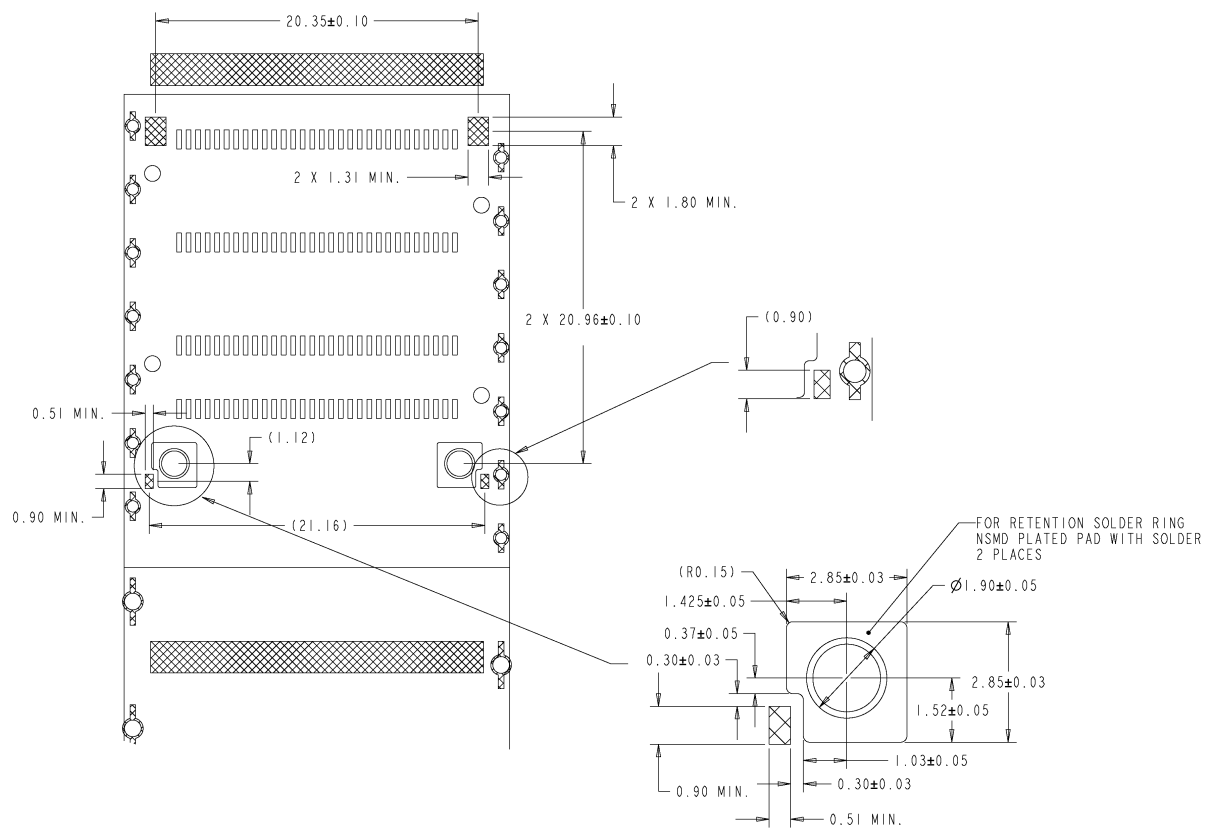 20.35±0.10
2 X 1.31 MIN.
2 X 1.80 MIN.
2 X 20.96±0.10
(0.90)
0.51 MIN.
(1.12)
0.90 MIN.
(21.16)
FOR RETENTION SOLDER RING
NSMD PLATED PAD WITH SOLDER
2 PLACES
(R0.15)
2.85±0.03
Ø1.90±0.05
1.425±0.05
0.37±0.05
0.30±0.03
2.85±0.03
1.52±0.05
1.03±0.05
0.30±0.03
0.90 MIN.
0.51 MIN.